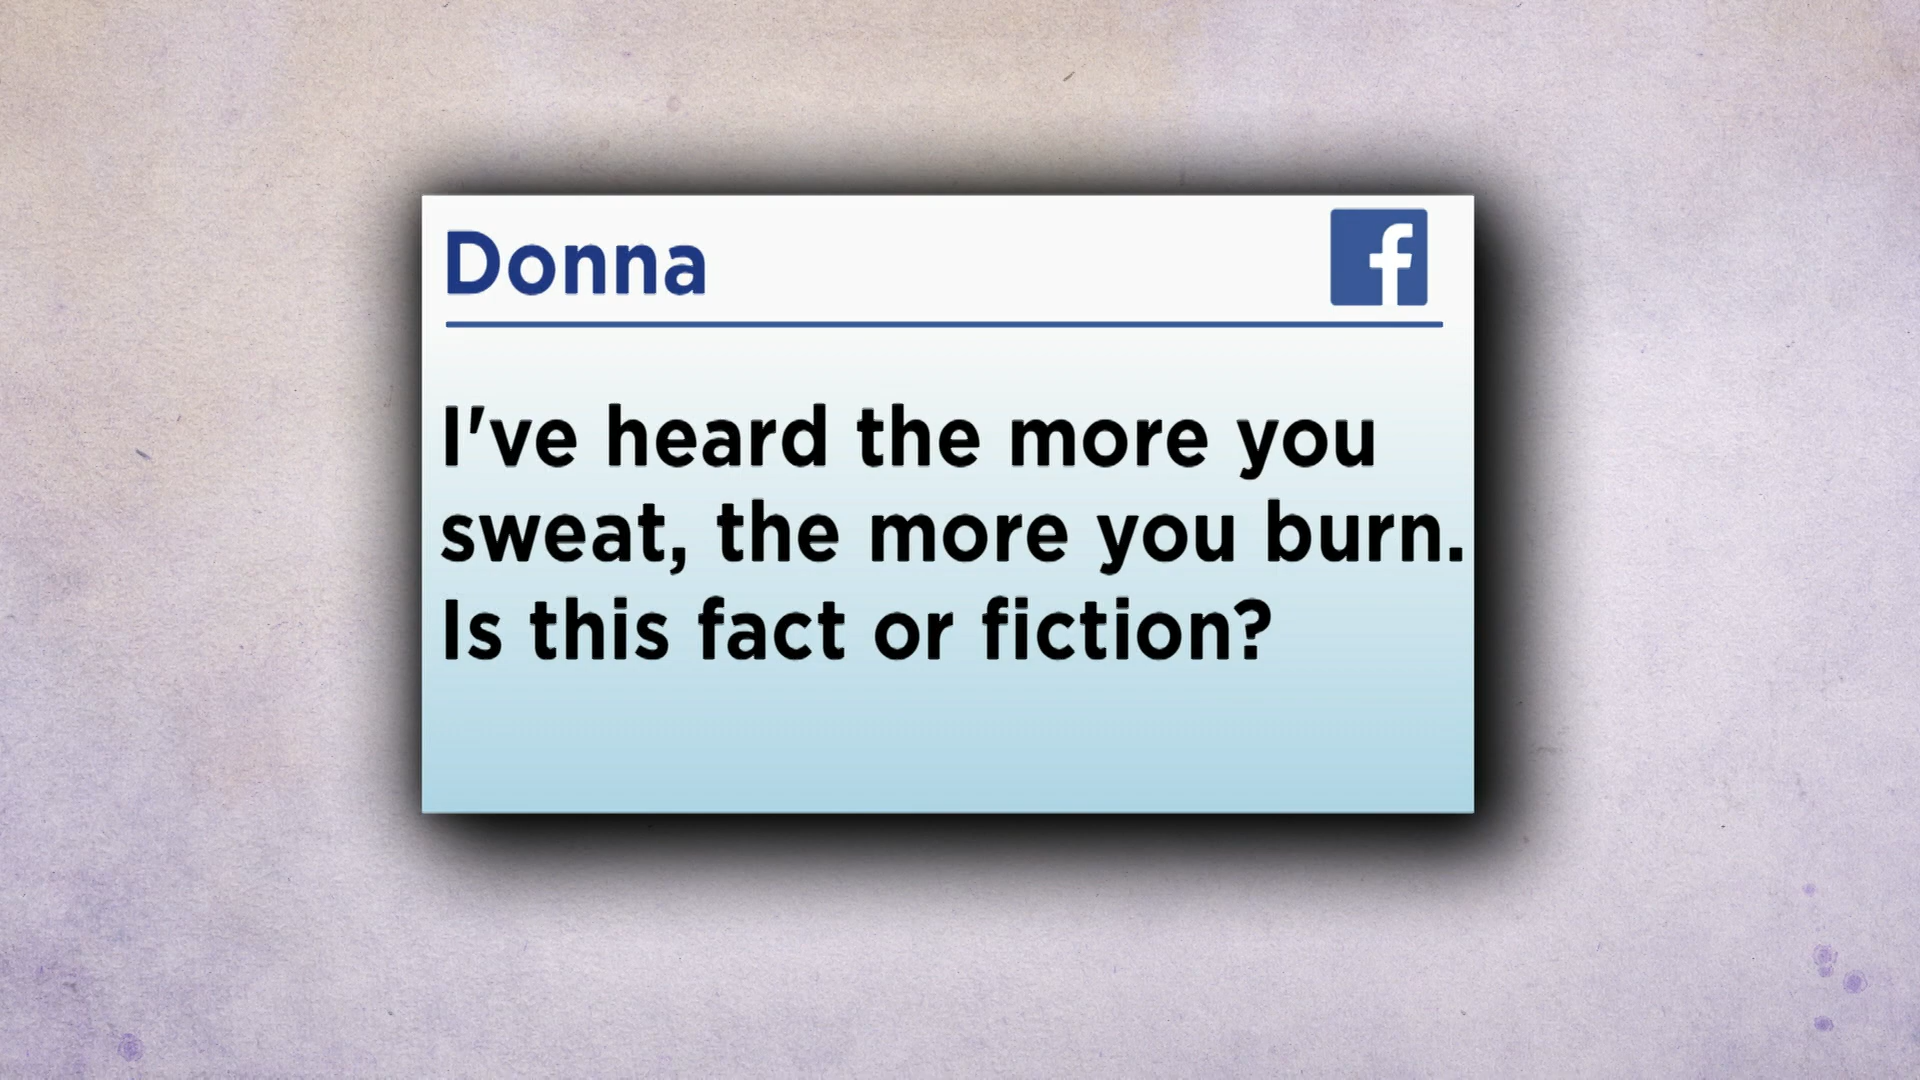 Donna
I've heard the more you
sweat, the more you burn.
Is this fact or fiction?